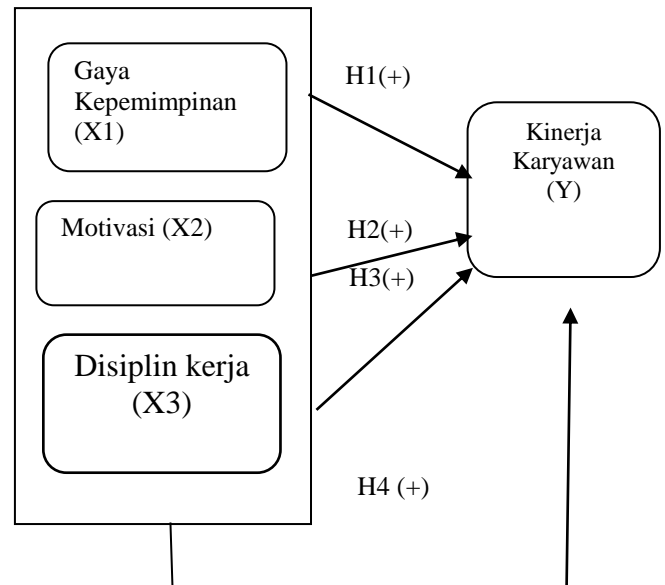 Gaya
Kepemimpinan
(X1)
H1(+)
Kinerja
Karyawan
(Y)
Motivasi (X2)
H2(+)
H3(+)
Disiplin kerja
(X3)
H4 (+)